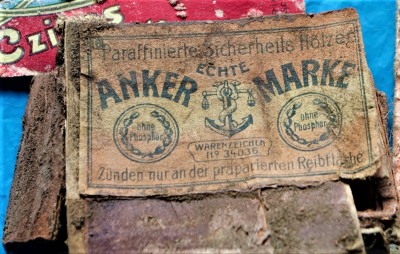 Czigos
Paraffinierte Sicherheits Hölzer
ECHTE
ANKER MARKE
ohne Phosphor
ohne Phosphor
WARENZEICHEN
No 34036
Zünden nur an der präparierten Reibfläche